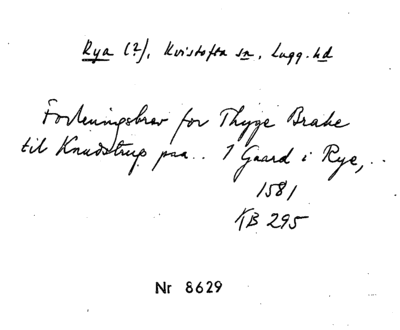 Rya (?), Kvistofta sn, Lugg. hd
Forleningsbrev for Thyge Brahe
til Knudstrup paa.. 1 Gaard i Rye,..
1581
KB 295
Nr 8629